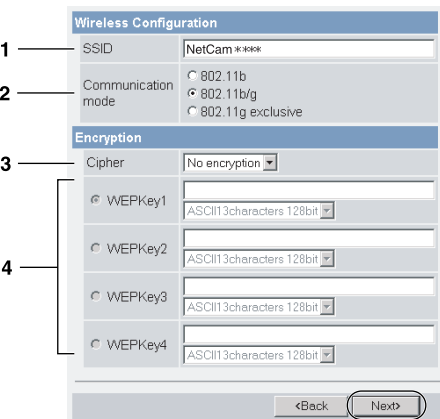 Wireless Configuration
1 SSID NetCam****
2 Communication mode
802.11b
802.11b/g
802.11g exclusive
Encryption
3 Cipher No encryption
4
WEPKey1
ASCII13characters 128bit
WEPKey2
ASCII13characters 128bit
WEPKey3
ASCII13characters 128bit
WEPKey4
ASCII13characters 128bit
<Back Next>